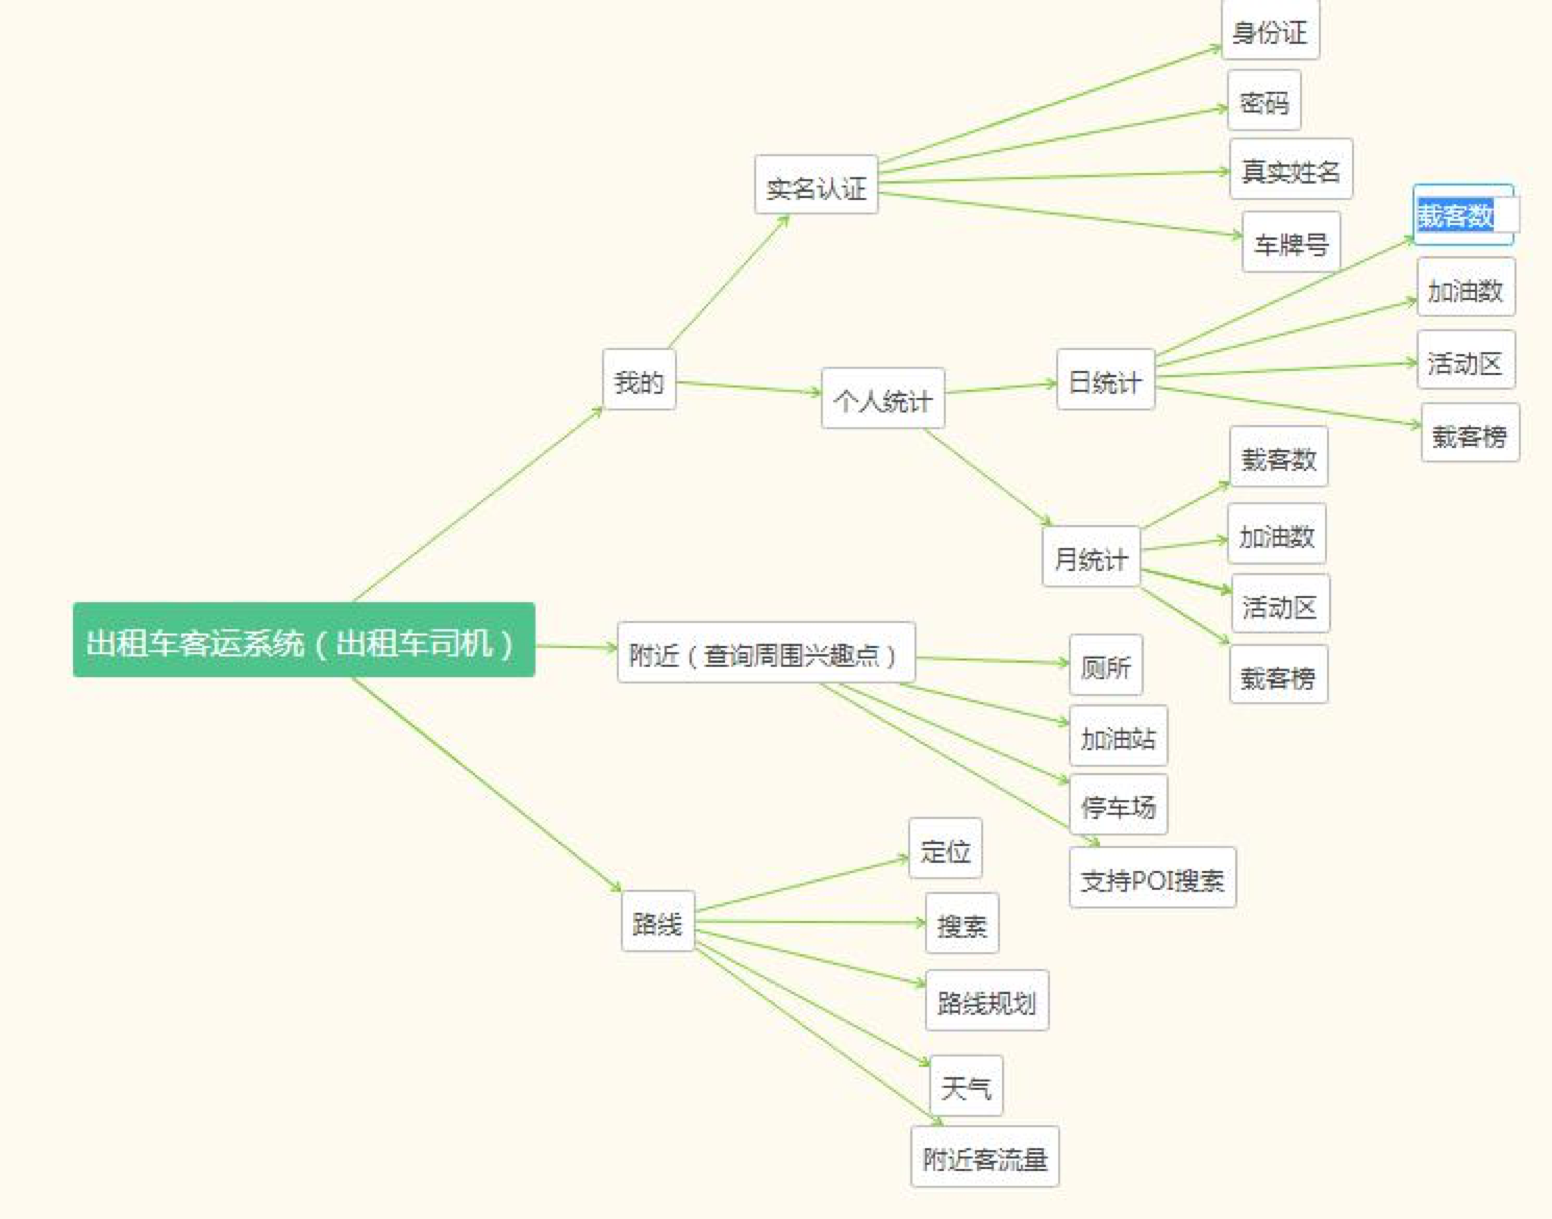 身份证
密码
真实姓名
车牌号
实名认证
载客数
加油数
活动区
载客榜
日统计
我的
个人统计
载客数
加油数
活动区
载客榜
月统计
出租车客运系统（出租车司机）
附近（查询周围兴趣点）
厕所
加油站
停车场
支持POI搜索
路线
定位
搜索
路线规划
天气
附近客流量